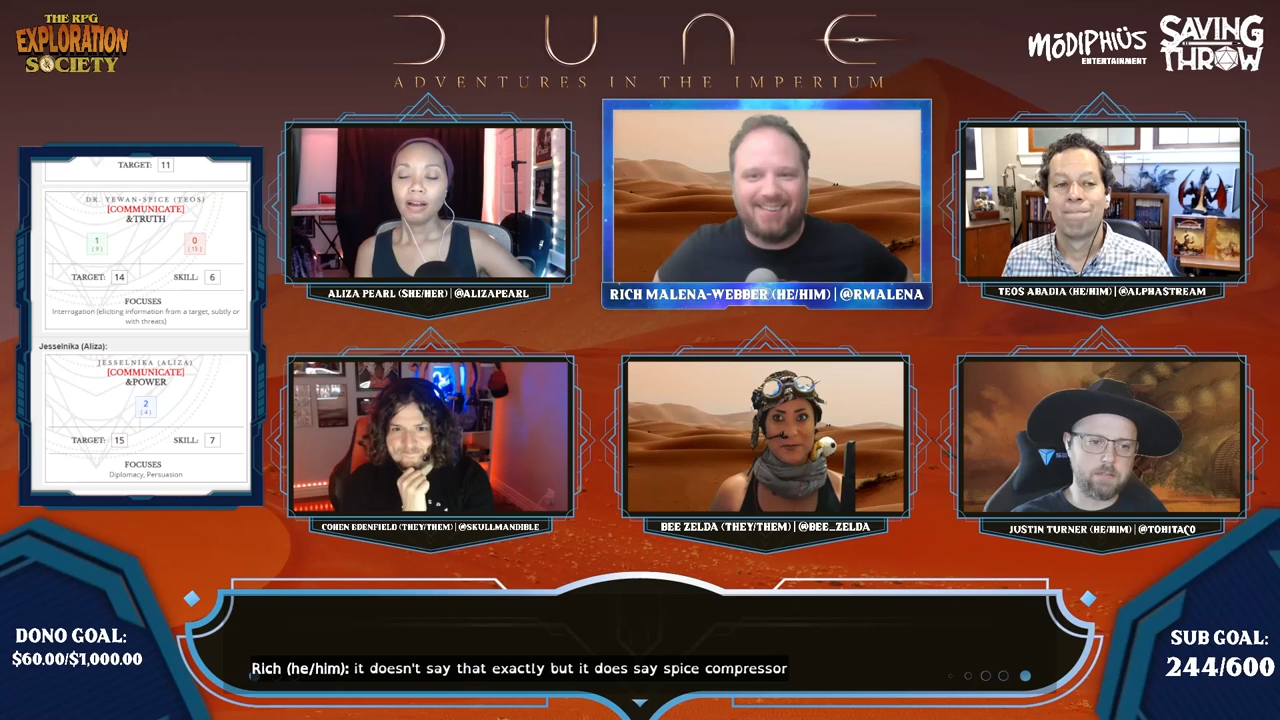 THE RPG
EXPLORATION
SOCIETY
DUNE
ADVENTURES IN THE IMPERIUM
MÖDIPHIÜS
ENTERTAINMENT
SAVING
THROW
TARGET: 11
DR. YEWAN-SPICE (TEOS)
[COMMUNICATE]
&TRUTH
1 0
( 8 ) ( 15 )
TARGET: 14 SKILL: 6
FOCUSES
Interrogation (eliciting information from a target, subtly or
with threats)
Jesselnika (Aliza):
JESSELNIKA (ALIZA)
[COMMUNICATE]
&POWER
2
( 4 )
TARGET: 15 SKILL: 7
FOCUSES
Diplomacy, Persuasion
ALIZA PEARL (SHE/HER) | @ALIZAPEARL
RICH MALENA-WEBBER (HE/HIM) | @RMALENA
TEOS ABADIA (HE/HIM) | @ALPHASTREAM
COHEN EDENFIELD (THEY/THEM) | @SKULLMANDIBLE
BEE ZELDA (THEY/THEM) | @BEE_ZELDA
JUSTIN TURNER (HE/HIM) | @TOHITACO
DONO GOAL:
$60.00/$1,000.00
Rich (he/him): it doesn't say that exactly but it does say spice compressor
SUB GOAL:
244/600